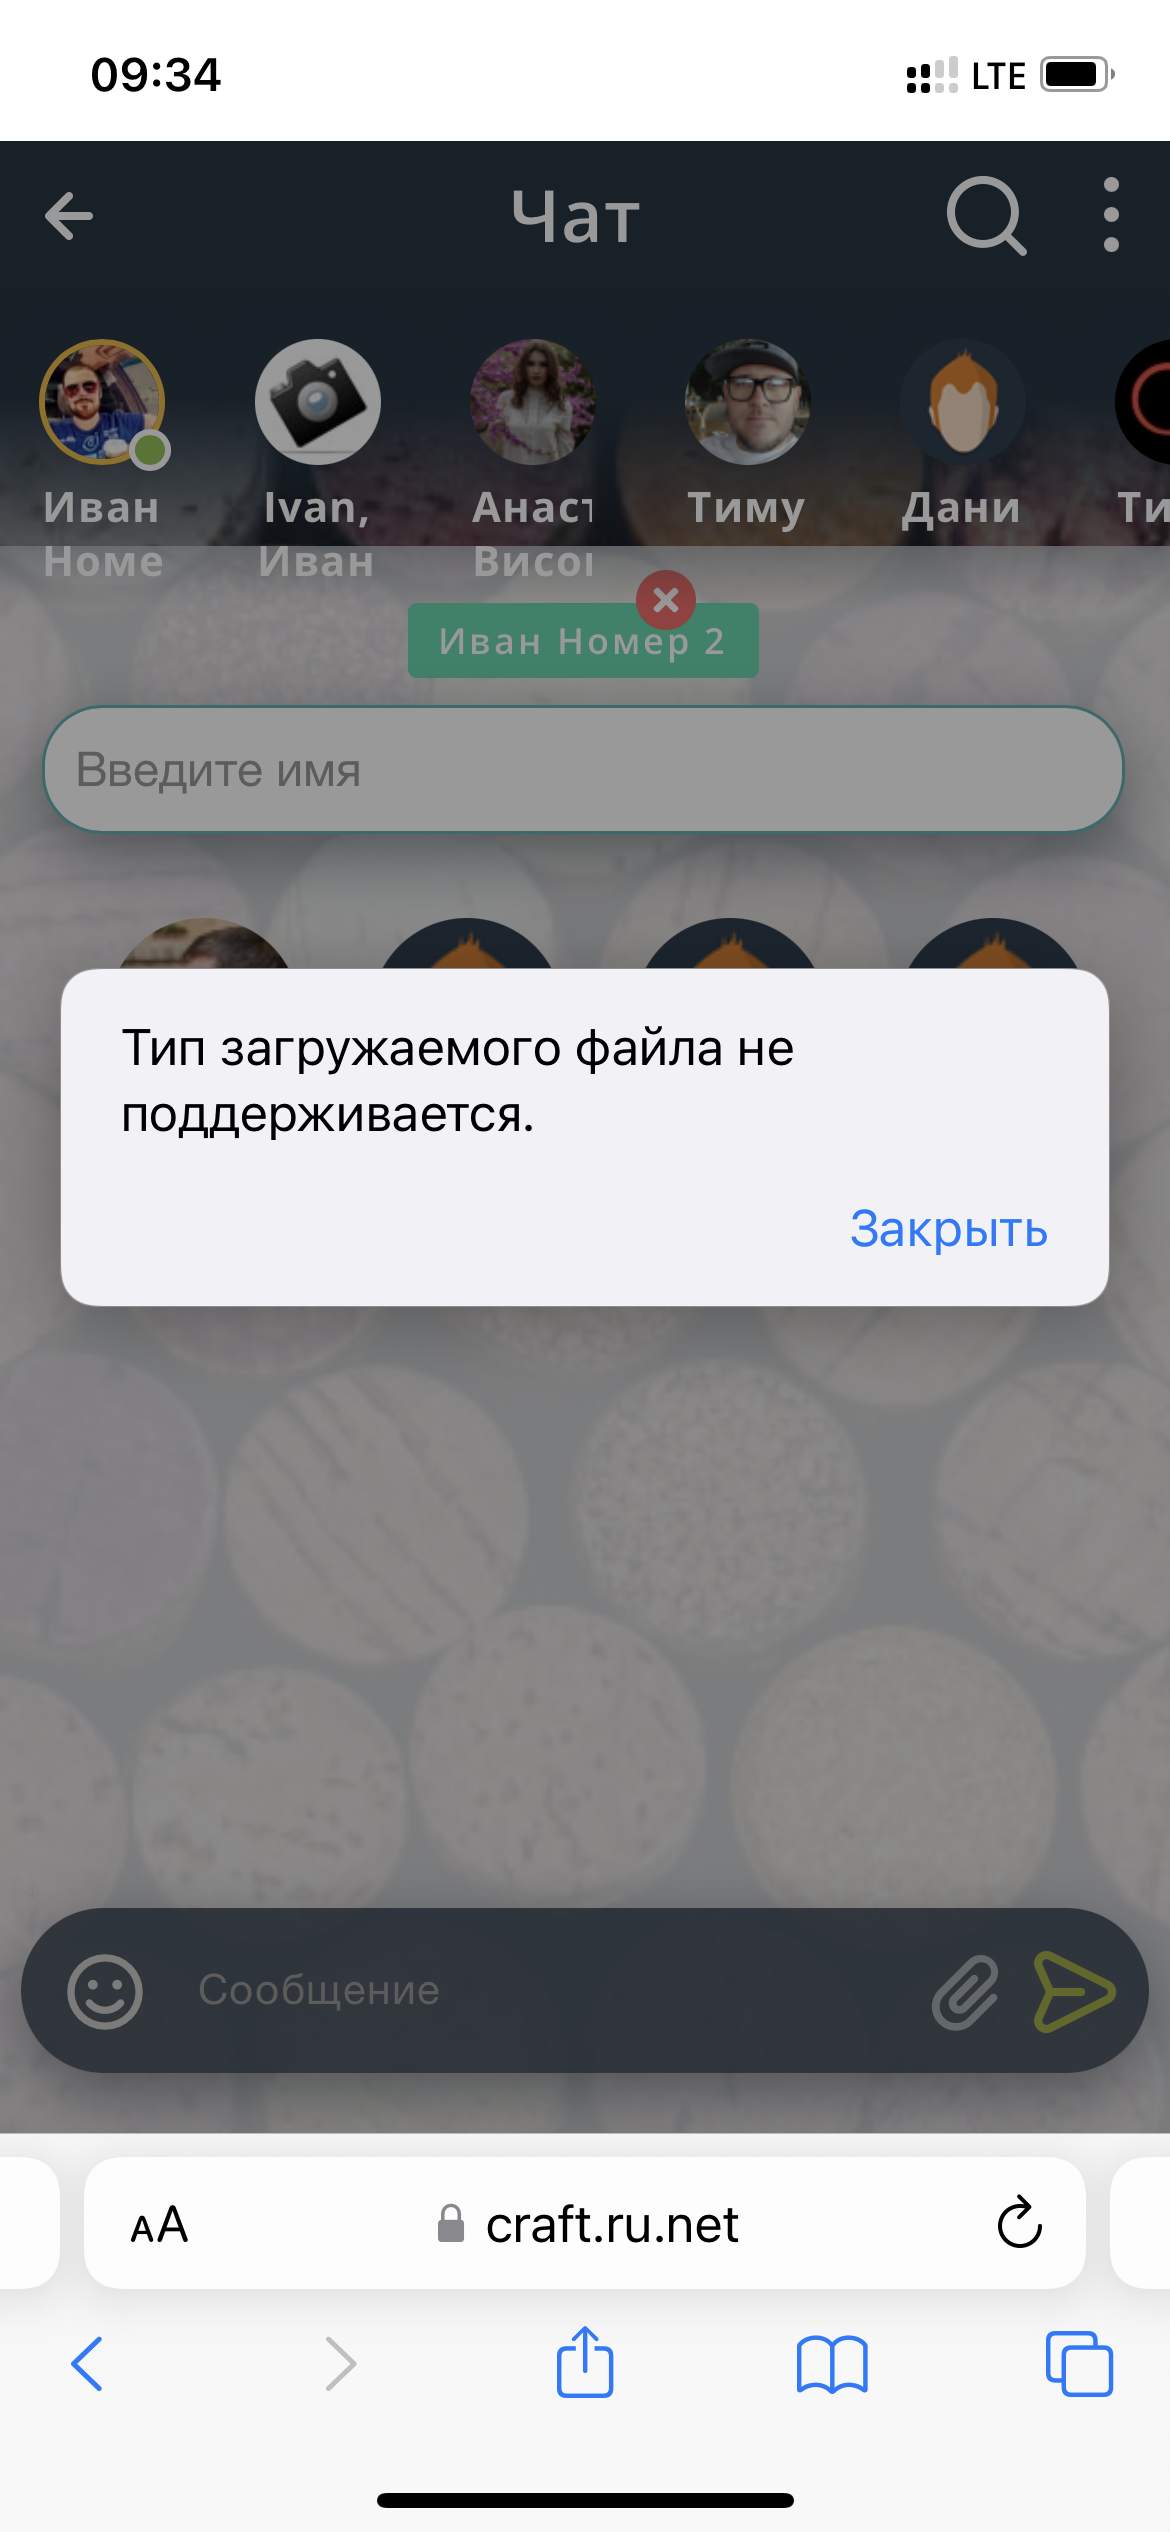 09:34
LTE
Чат
Иван
Номе
Ivan,
Иван
Анаст
Висо
Тиму
Дани
Ти
Иван Номер 2
Введите имя
Тип загружаемого файла не
поддерживается.
Закрыть
Сообщение
AA
craft.ru.net